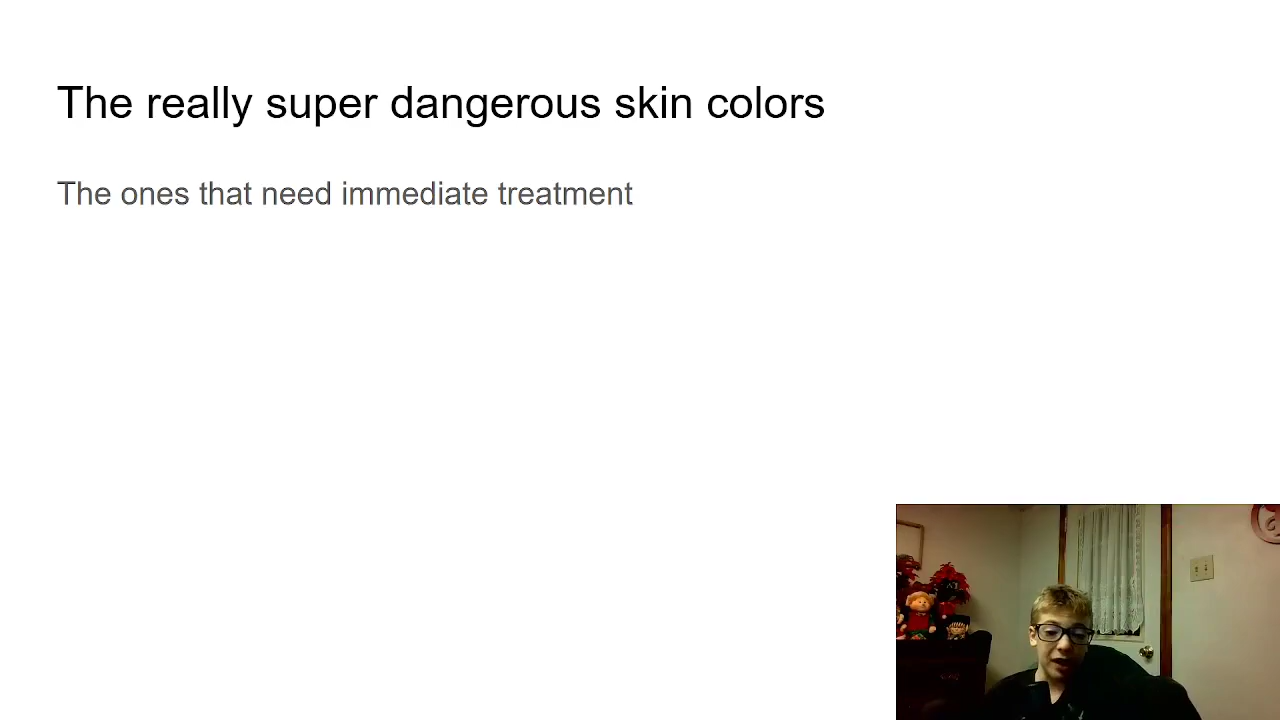 The really super dangerous skin colors
The ones that need immediate treatment